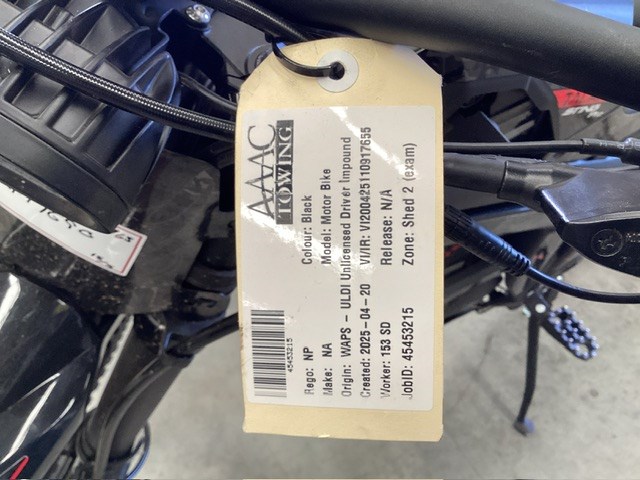 AAAC
TOWING
45453215
Rego: NP Colour: Black
Make: NA Model: Motor Bike
Origin: WAPS - ULDI Unlicensed Driver Impound
Created: 2025-04-20 VI/IR: VI200425110917655
Worker: 153 SD Release: N/A
JobID: 45453215 Zone: Shed 2 (exam)